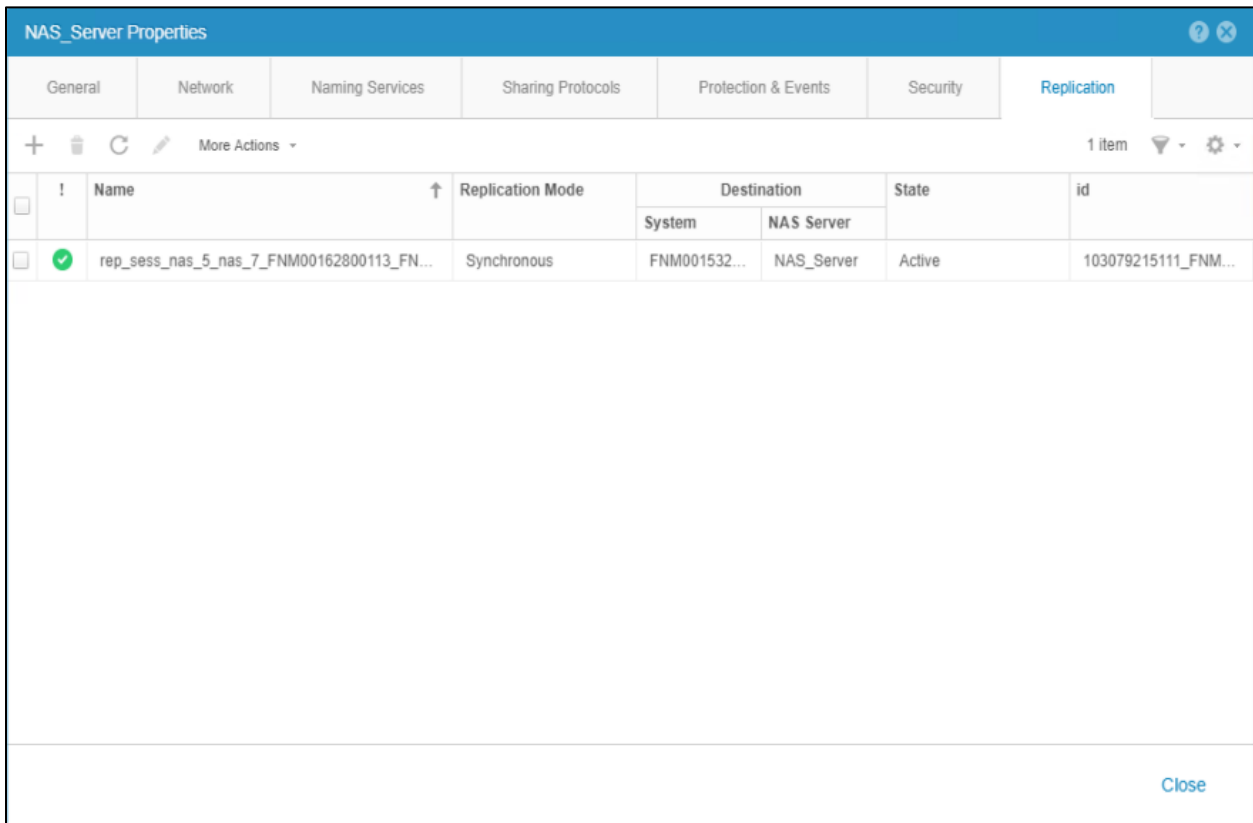 NAS_Server Properties
General Network Naming Services Sharing Protocols Protection & Events Security Replication
More Actions 1 item
! Name Replication Mode Destination State id
System NAS Server
rep_sess_nas_5_nas_7_FNM00162800113_FN... Synchronous FNM001532... NAS_Server Active 103079215111_FNM...
Close